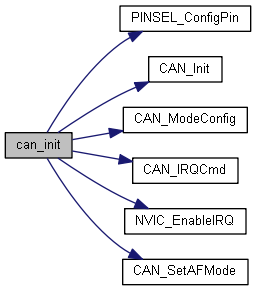 PINSEL_ConfigPin
CAN_Init
CAN_ModeConfig
can_init
CAN_IRQCmd
NVIC_EnableIRQ
CAN_SetAFMode